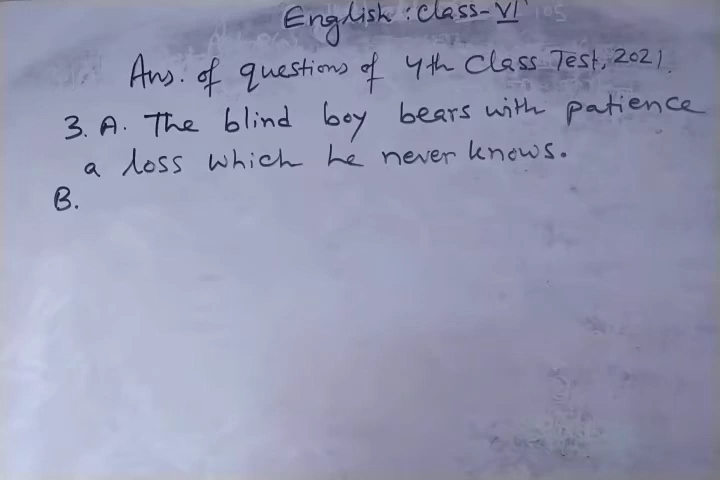 English : Class-VI
Ans. of questions of 4th Class Test, 2021.
3. A. The blind boy bears with patience
a loss which he never knows.
B.